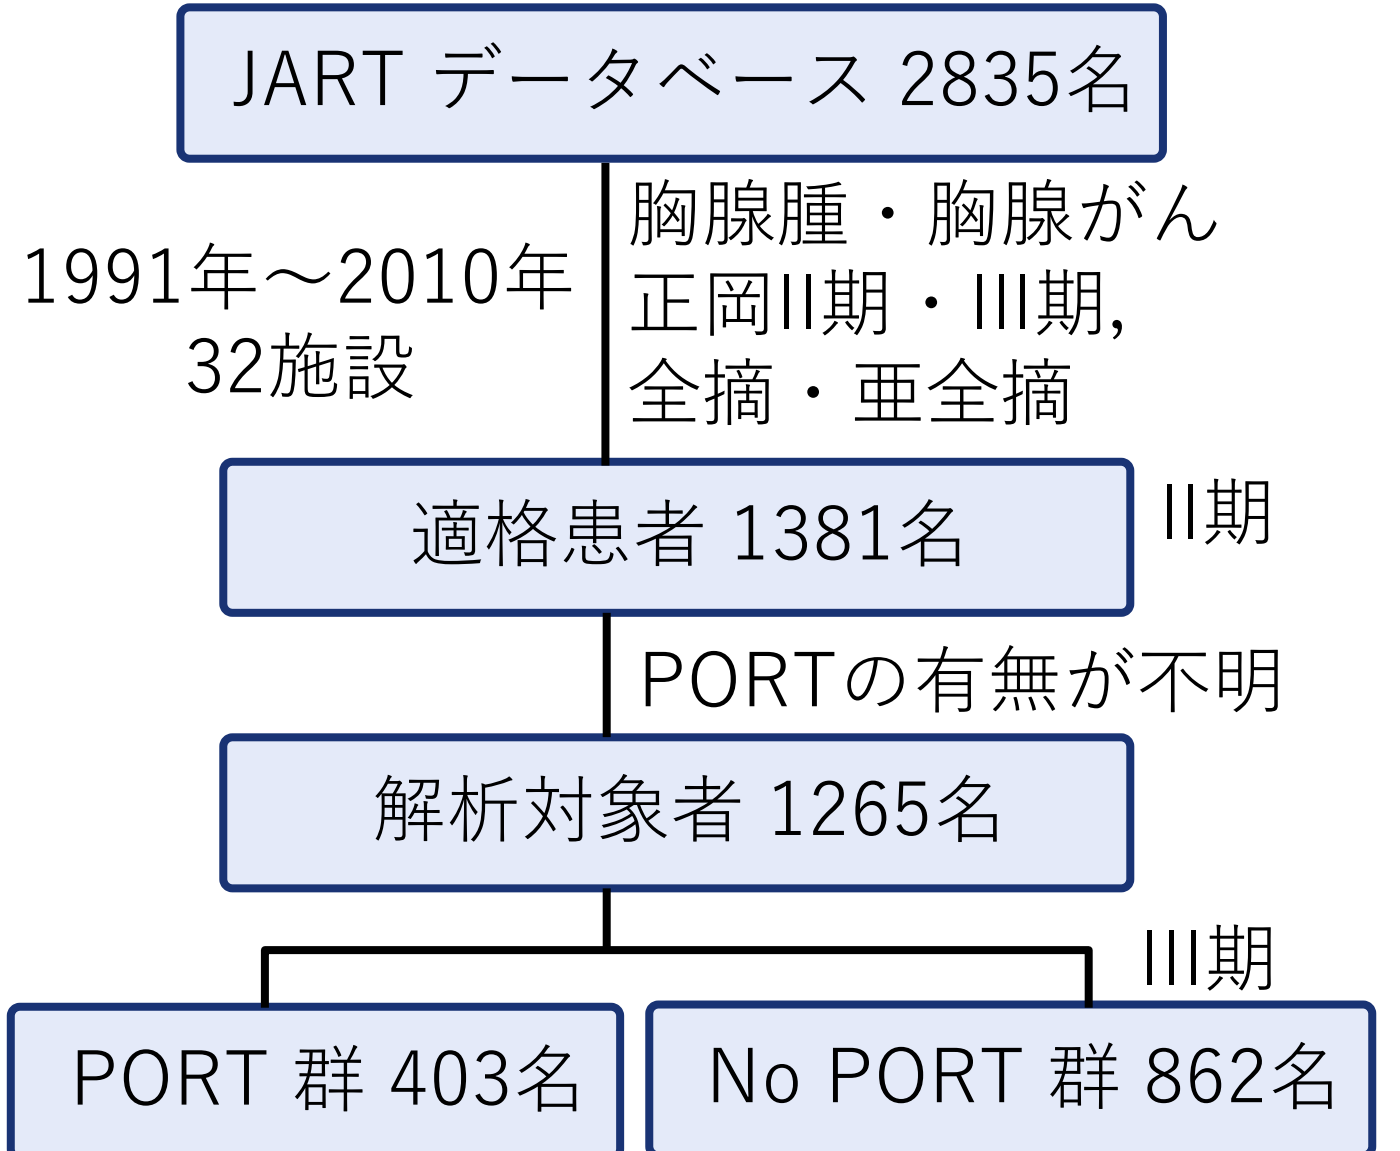 JART データベース 2835名
1991年～2010年
32施設
胸腺腫・胸腺がん
正岡II期・III期,
全摘・亜全摘
適格患者 1381名
II期
PORTの有無が不明
解析対象者 1265名
III期
PORT 群 403名
No PORT 群 862名